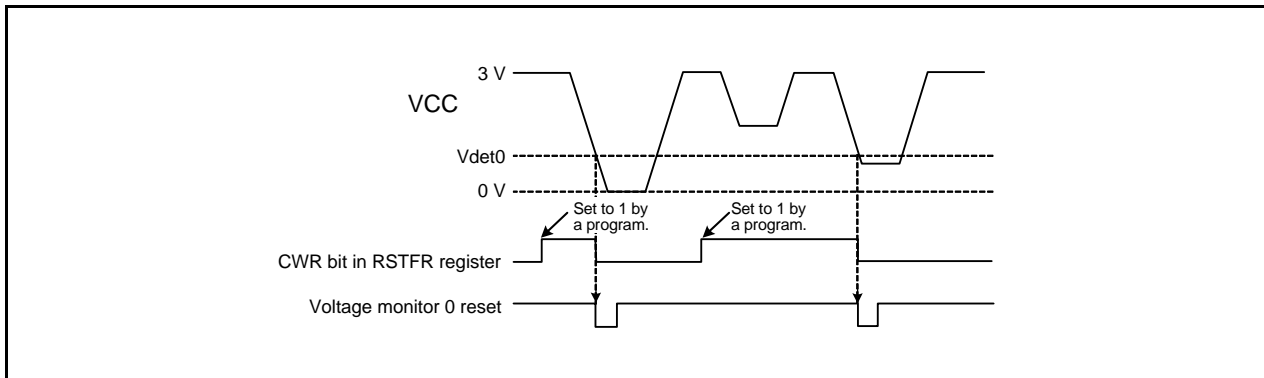 3 V
VCC
Vdet0
0 V
Set to 1 by
a program.
Set to 1 by
a program.
CWR bit in RSTFR register
Voltage monitor 0 reset